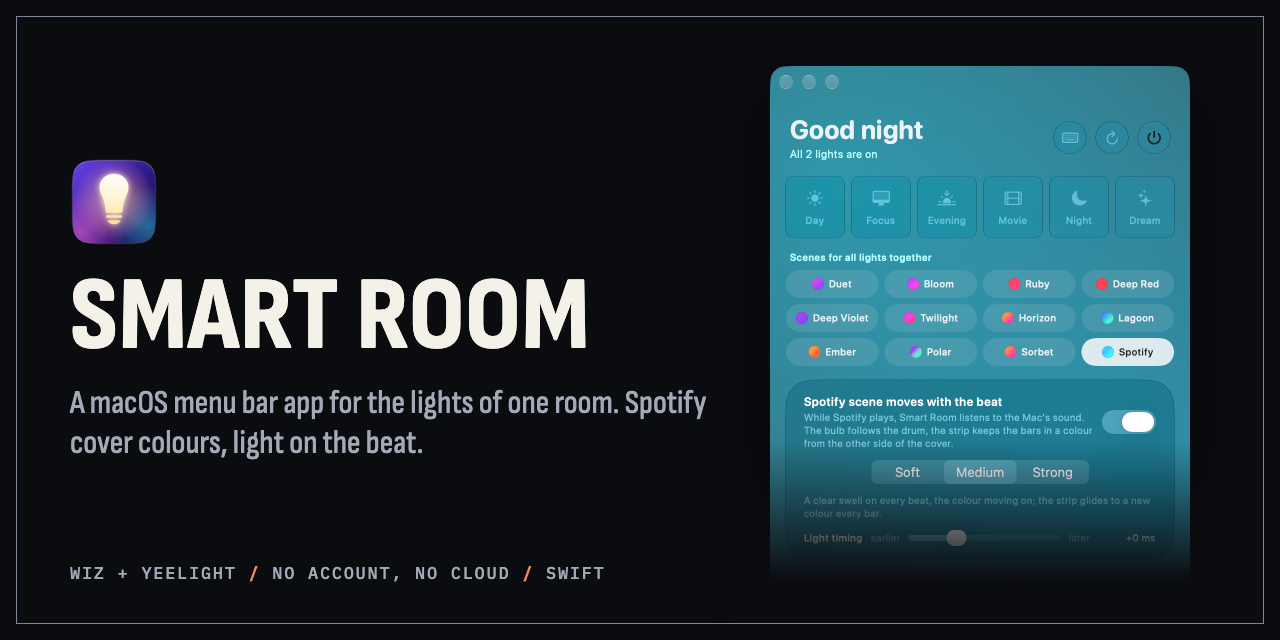 SMART ROOM
A macOS menu bar app for the lights of one room. Spotify
cover colours, light on the beat.
WIZ + YEELIGHT / NO ACCOUNT, NO CLOUD / SWIFT
Good night
All 2 lights are on
Day Focus Evening Movie Night Dream
Scenes for all lights together
Duet Bloom Ruby Deep Red
Deep Violet Twilight Horizon Lagoon
Ember Polar Sorbet Spotify
Spotify scene moves with the beat
While Spotify plays, Smart Room listens to the Mac's sound.
The bulb follows the drum, the strip keeps the bars in a colour
from the other side of the cover.
Soft Medium Strong
A clear swell on every beat, the colour moving on; the strip glides to a new
colour every bar.
Light timing earlier later +0 ms